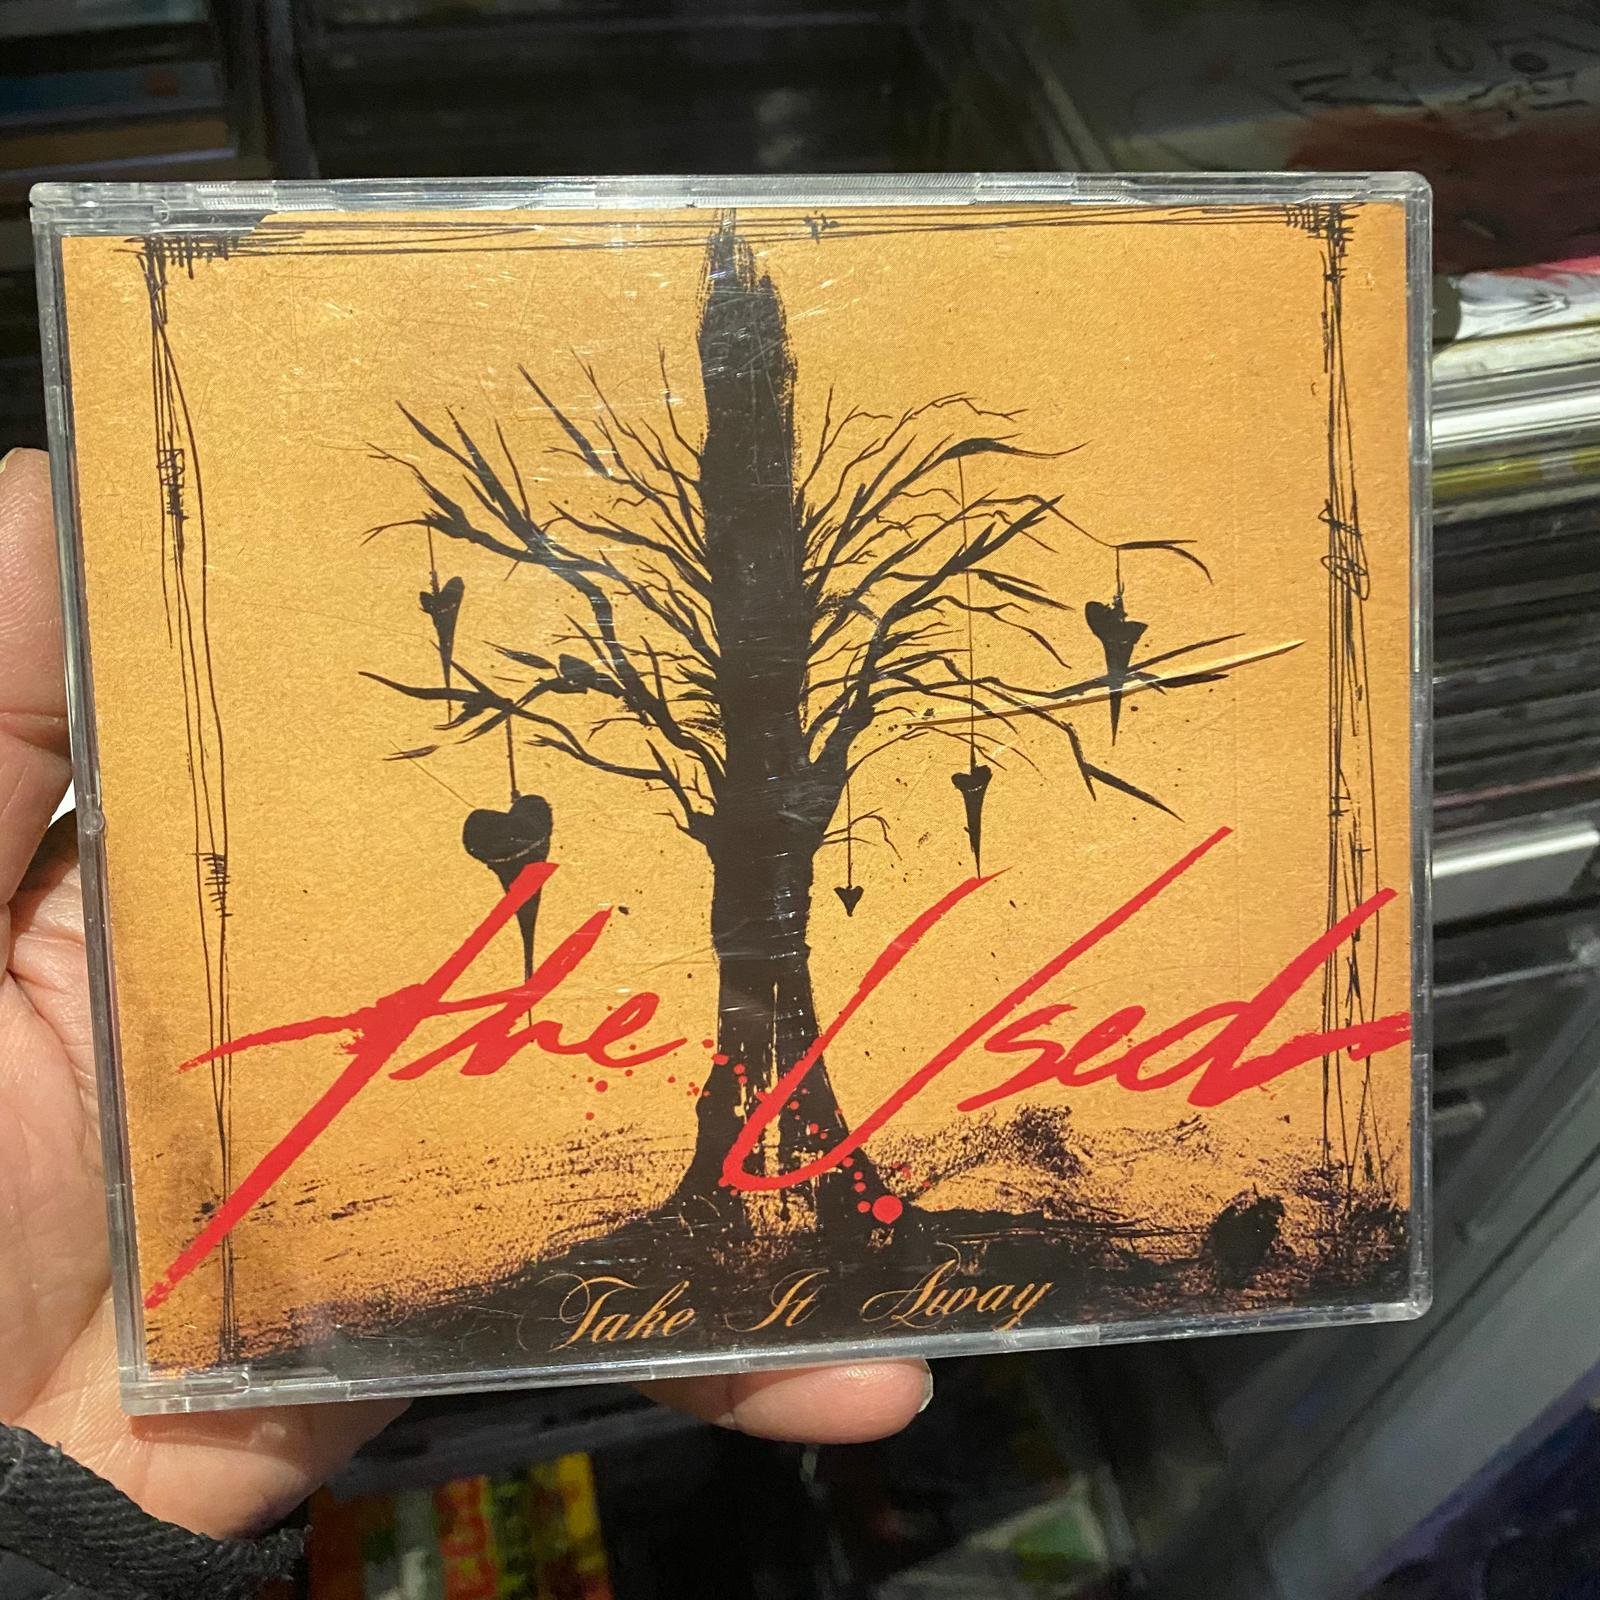 the Used
Take It Away